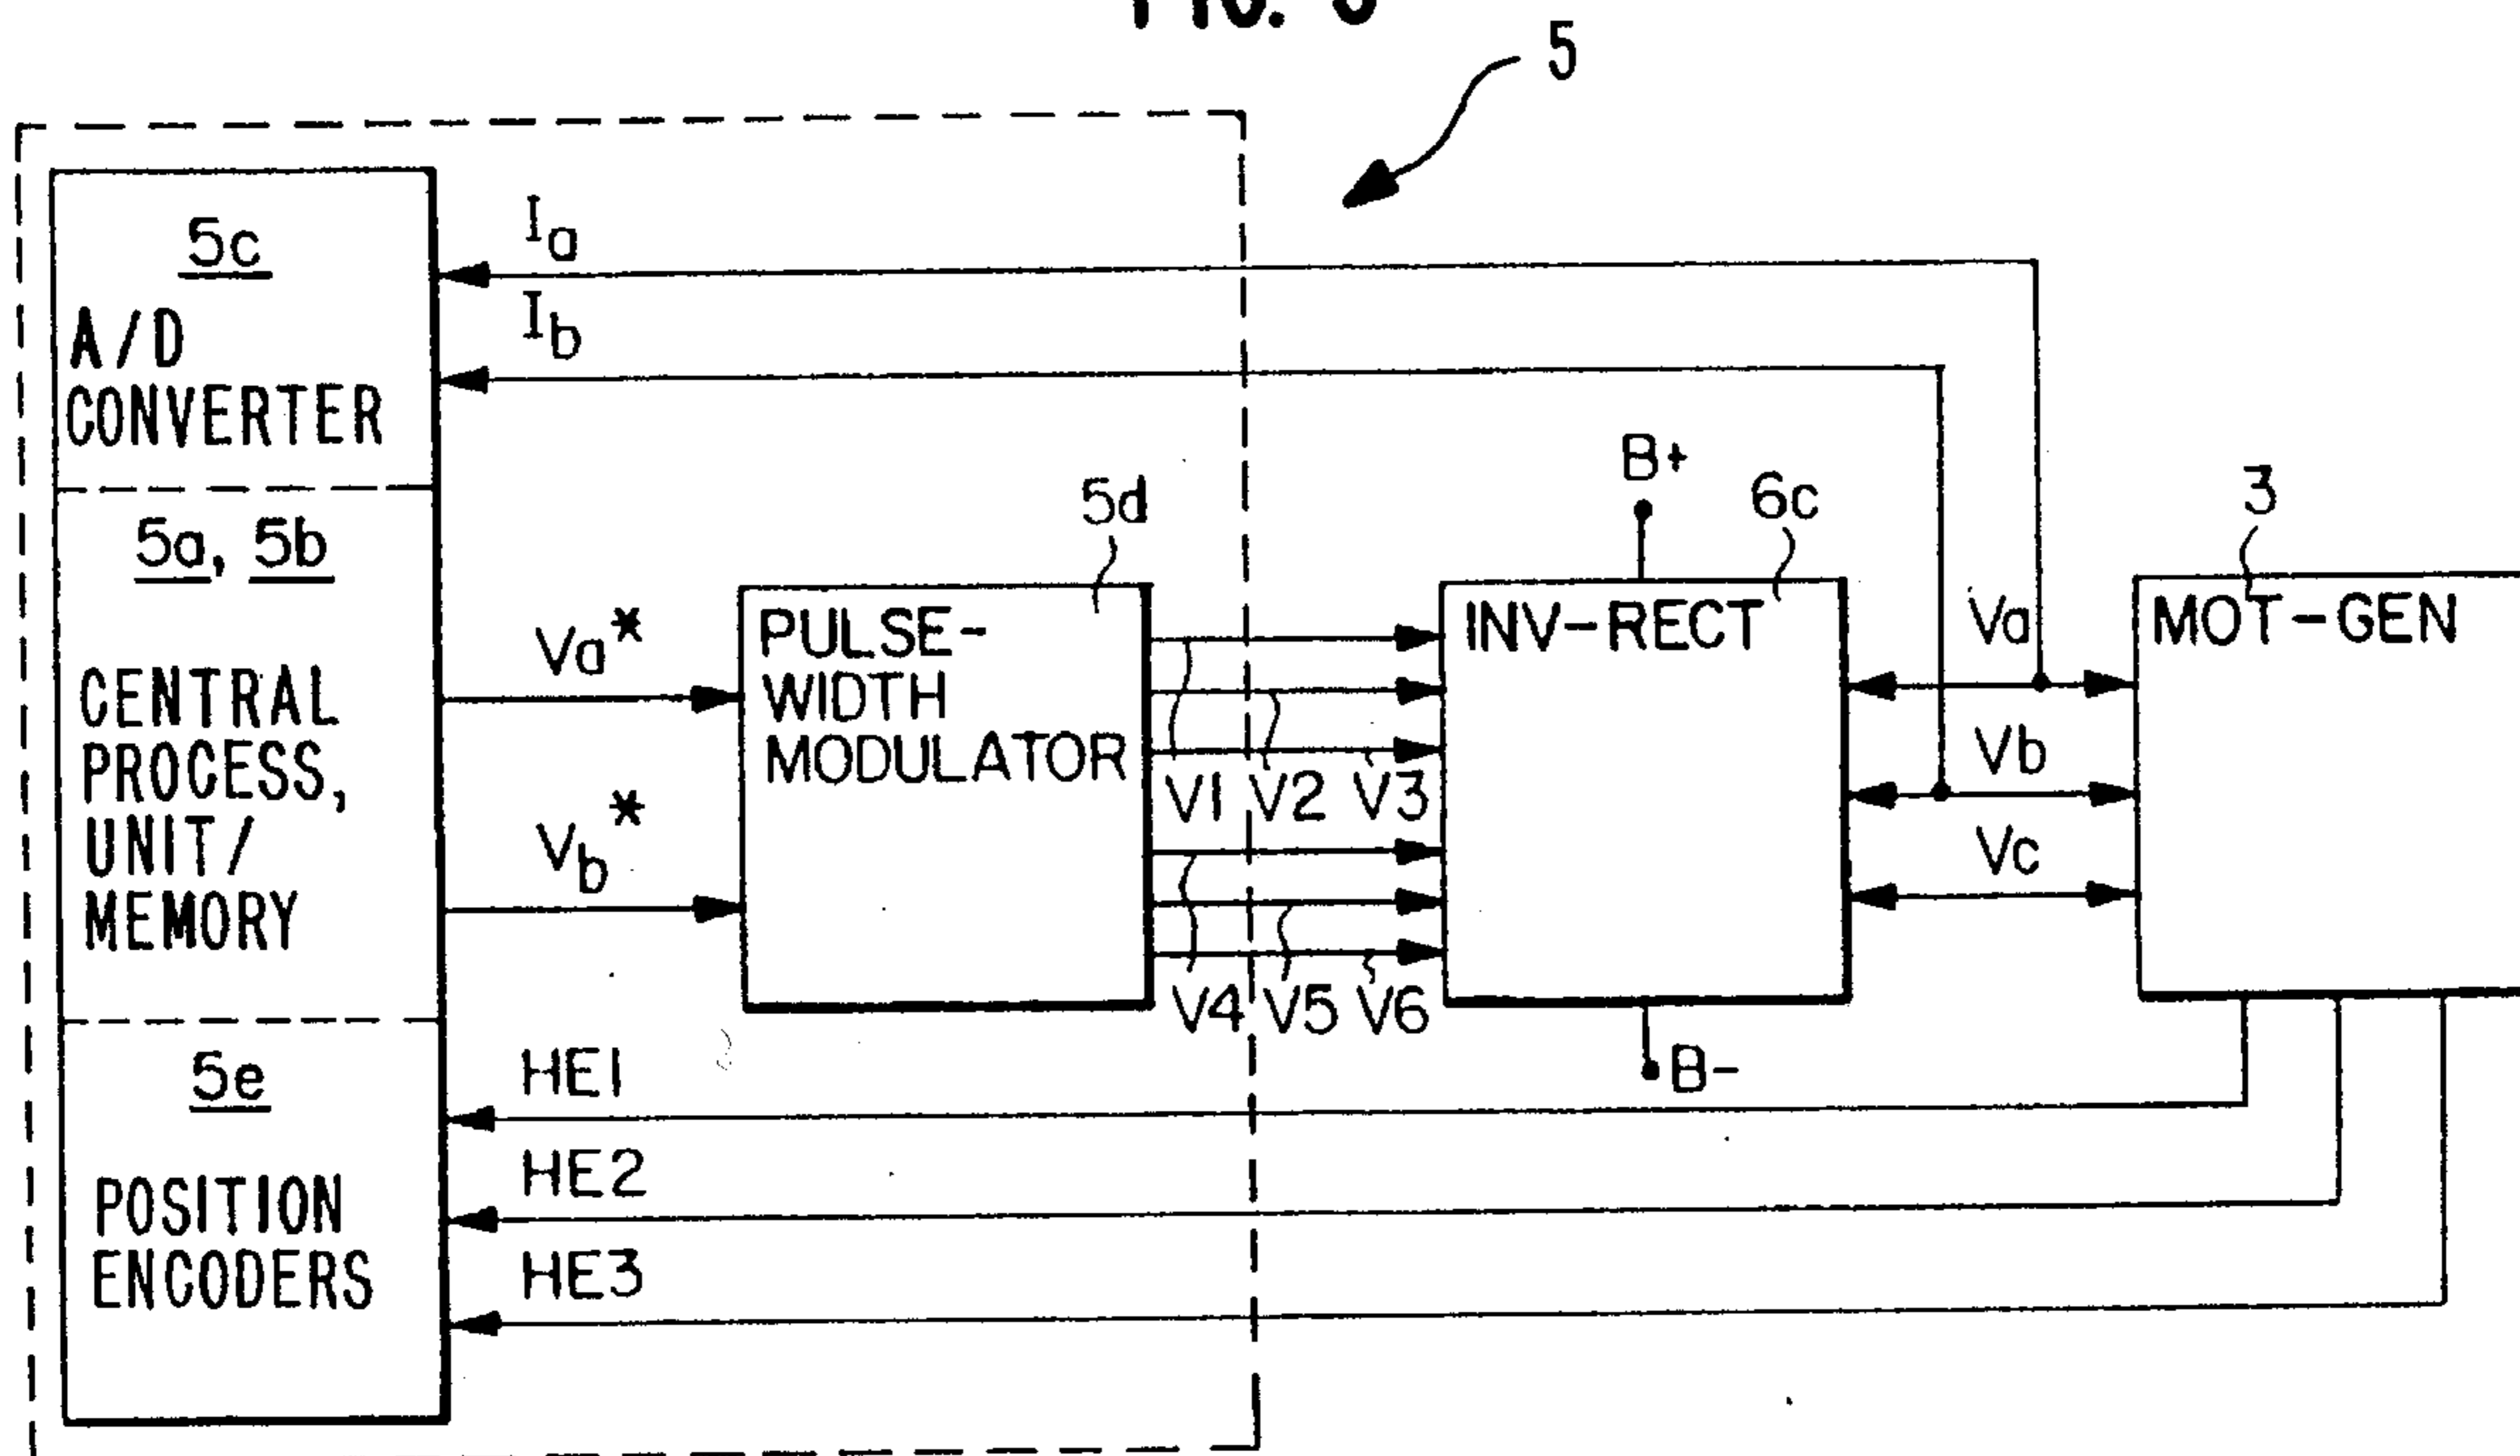 5
5c
A/D
CONVERTER
5a, 5b
CENTRAL
PROCESS,
UNIT/
MEMORY
5e
POSITION
ENCODERS
Ia
Ib
Va*
Vb*
5d
PULSE-
WIDTH
MODULATOR
V1 V2 V3
V4 V5 V6
B+
6c
INV-RECT
B-
Va
Vb
Vc
3
MOT-GEN
HE1
HE2
HE3